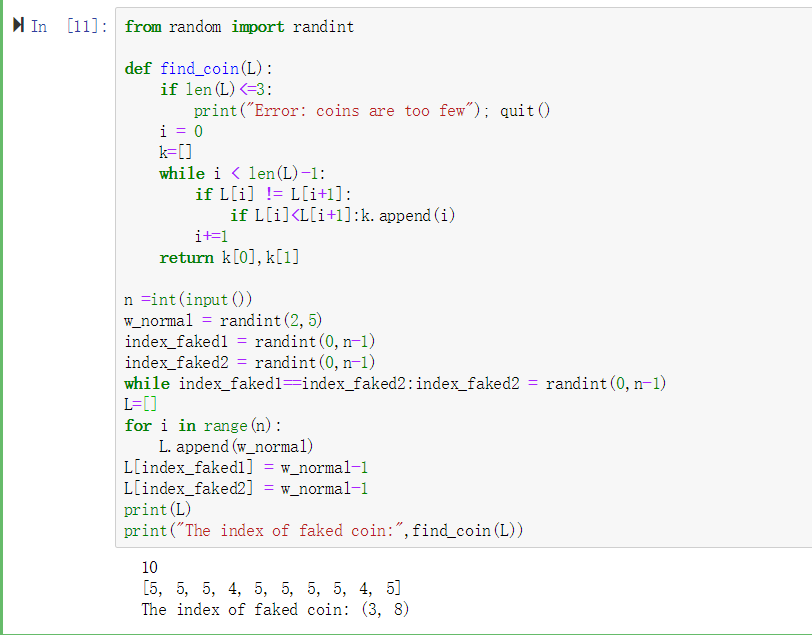 In [11]:
from random import randint

def find_coin(L):
    if len(L)<=3:
        print("Error: coins are too few"); quit()
    i = 0
    k=[]
    while i < len(L)-1:
        if L[i] != L[i+1]:
            if L[i]<L[i+1]:k.append(i)
        i+=1
    return k[0],k[1]

n =int(input())
w_normal = randint(2,5)
index_faked1 = randint(0,n-1)
index_faked2 = randint(0,n-1)
while index_faked1==index_faked2:index_faked2 = randint(0,n-1)
L=[]
for i in range(n):
    L.append(w_normal)
L[index_faked1] = w_normal-1
L[index_faked2] = w_normal-1
print(L)
print("The index of faked coin:",find_coin(L))
10
[5, 5, 5, 4, 5, 5, 5, 5, 4, 5]
The index of faked coin: (3, 8)